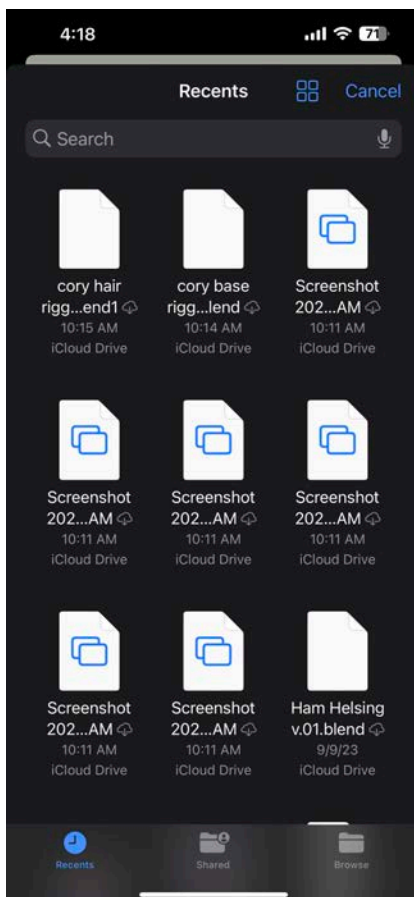 4:18
71
Recents
Cancel
Search
cory hair
rigg...end1
10:15 AM
iCloud Drive
cory base
rigg...lend
10:14 AM
iCloud Drive
Screenshot
202...AM
10:11 AM
iCloud Drive
Screenshot
202...AM
10:11 AM
iCloud Drive
Screenshot
202...AM
10:11 AM
iCloud Drive
Screenshot
202...AM
10:11 AM
iCloud Drive
Screenshot
202...AM
10:11 AM
iCloud Drive
Screenshot
202...AM
10:11 AM
iCloud Drive
Ham Helsing
v.01.blend
9/9/23
iCloud Drive
Recents
Shared
Browse